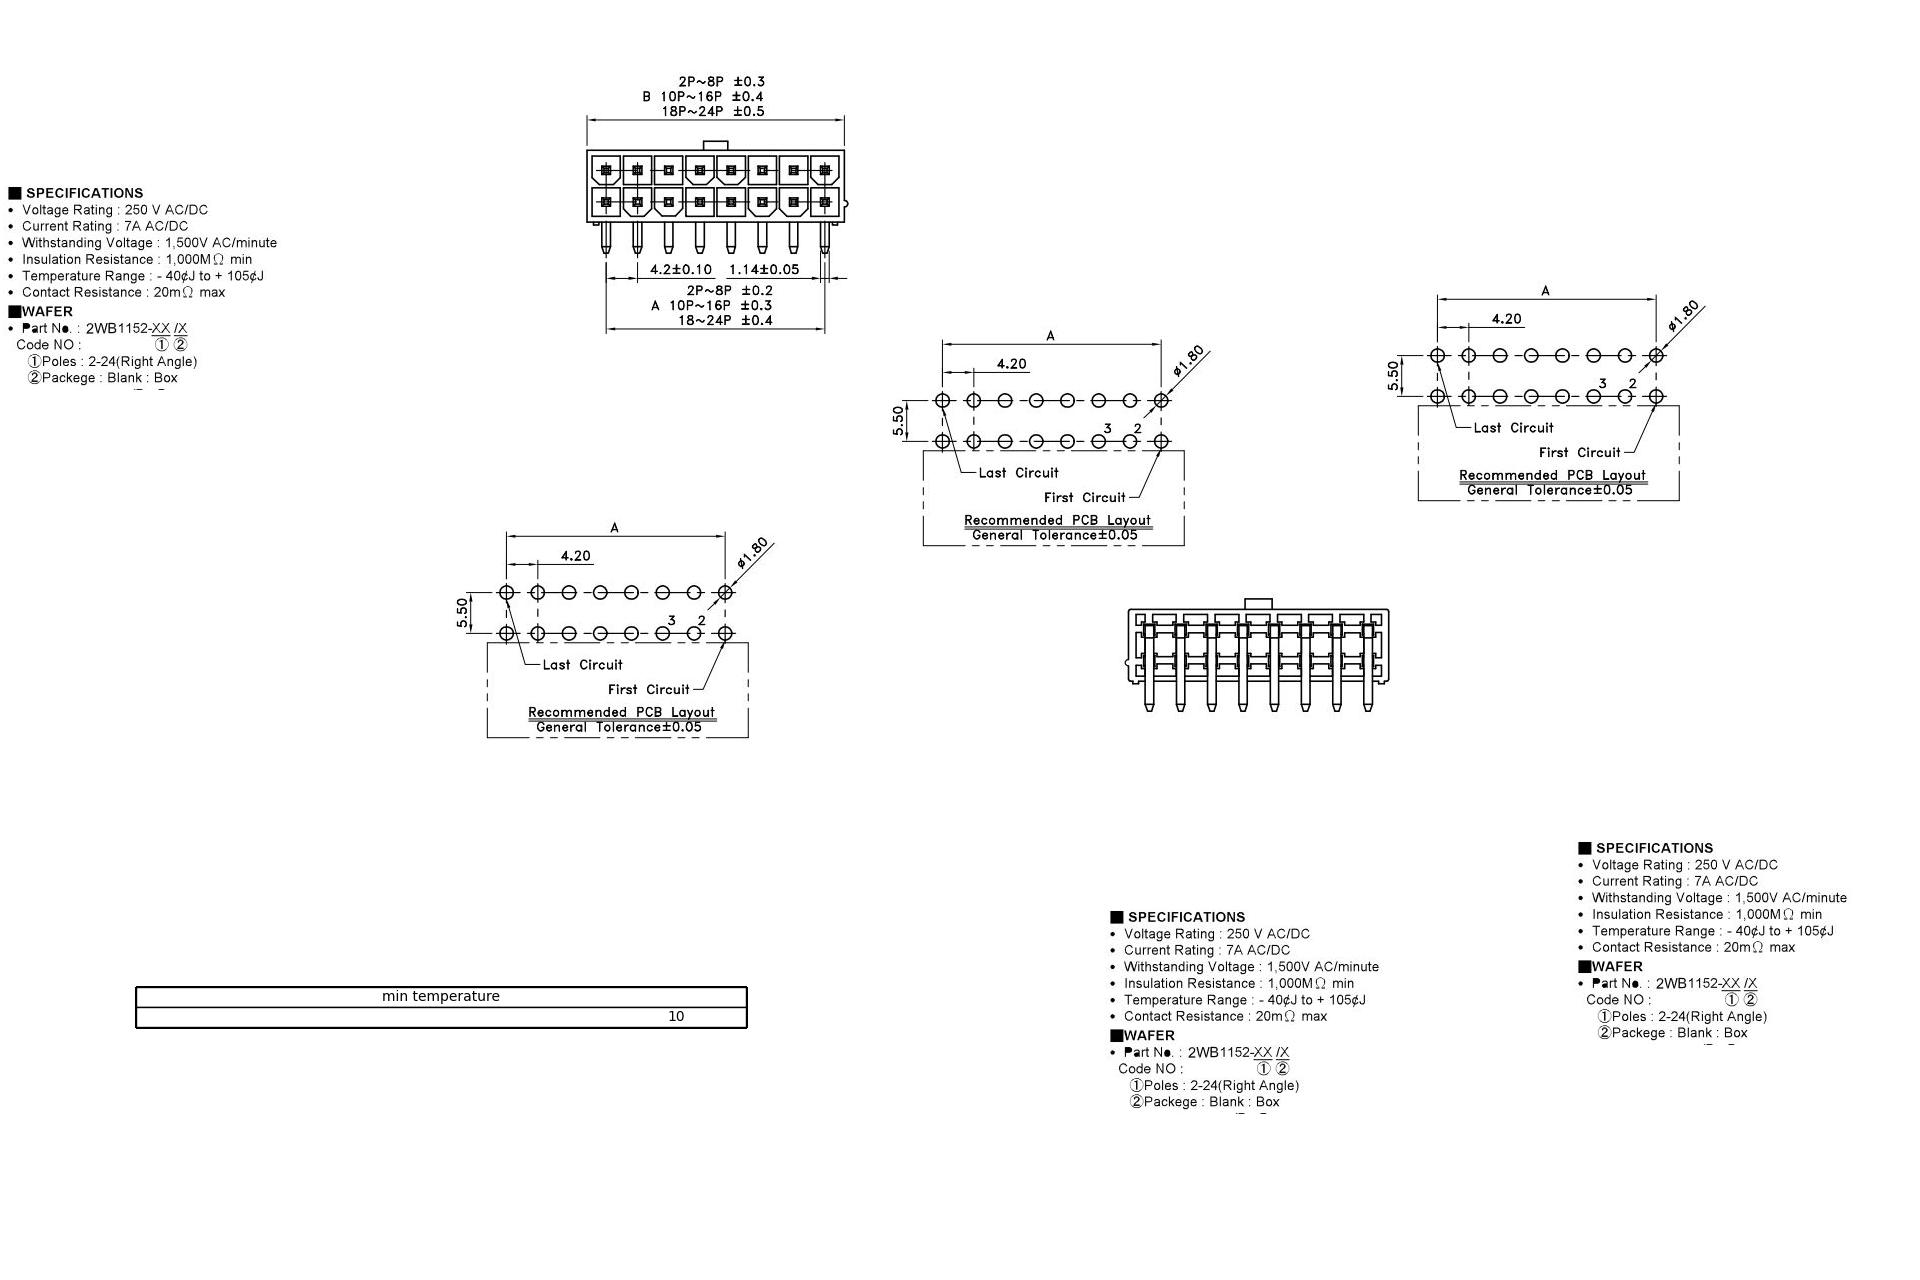 2P~8P ±0.3
B 10P~16P ±0.4
18P~24P ±0.5
4.2±0.10 1.14±0.05
2P~8P ±0.2
A 10P~16P ±0.3
18~24P ±0.4
■ SPECIFICATIONS
• Voltage Rating : 250 V AC/DC
• Current Rating : 7A AC/DC
• Withstanding Voltage : 1,500V AC/minute
• Insulation Resistance : 1,000MΩ min
• Temperature Range : - 40¢J to + 105¢J
• Contact Resistance : 20mΩ max
■WAFER
• Part No. : 2WB1152-XX /X
Code NO : ① ②
①Poles : 2-24(Right Angle)
②Packege : Blank : Box
A
4.20
ø1.80
5.50
3 2
Last Circuit
First Circuit
Recommended PCB Layout
General Tolerance±0.05
A
4.20
ø1.80
5.50
3 2
Last Circuit
First Circuit
Recommended PCB Layout
General Tolerance±0.05
A
4.20
ø1.80
5.50
3 2
Last Circuit
First Circuit
Recommended PCB Layout
General Tolerance±0.05
■ SPECIFICATIONS
• Voltage Rating : 250 V AC/DC
• Current Rating : 7A AC/DC
• Withstanding Voltage : 1,500V AC/minute
• Insulation Resistance : 1,000MΩ min
• Temperature Range : - 40¢J to + 105¢J
• Contact Resistance : 20mΩ max
■WAFER
• Part No. : 2WB1152-XX /X
Code NO : ① ②
①Poles : 2-24(Right Angle)
②Packege : Blank : Box
■ SPECIFICATIONS
• Voltage Rating : 250 V AC/DC
• Current Rating : 7A AC/DC
• Withstanding Voltage : 1,500V AC/minute
• Insulation Resistance : 1,000MΩ min
• Temperature Range : - 40¢J to + 105¢J
• Contact Resistance : 20mΩ max
■WAFER
• Part No. : 2WB1152-XX /X
Code NO : ① ②
①Poles : 2-24(Right Angle)
②Packege : Blank : Box
min temperature
10